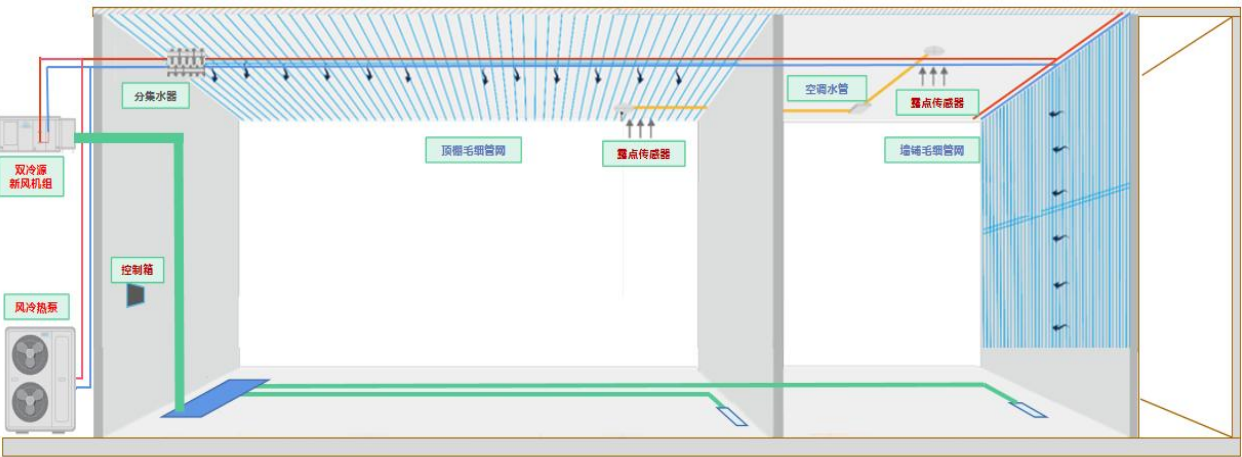 分集水器
空调水管
露点传感器
顶棚毛细管网
露点传感器
墙铺毛细管网
双冷源
新风机组
控制箱
风冷热泵